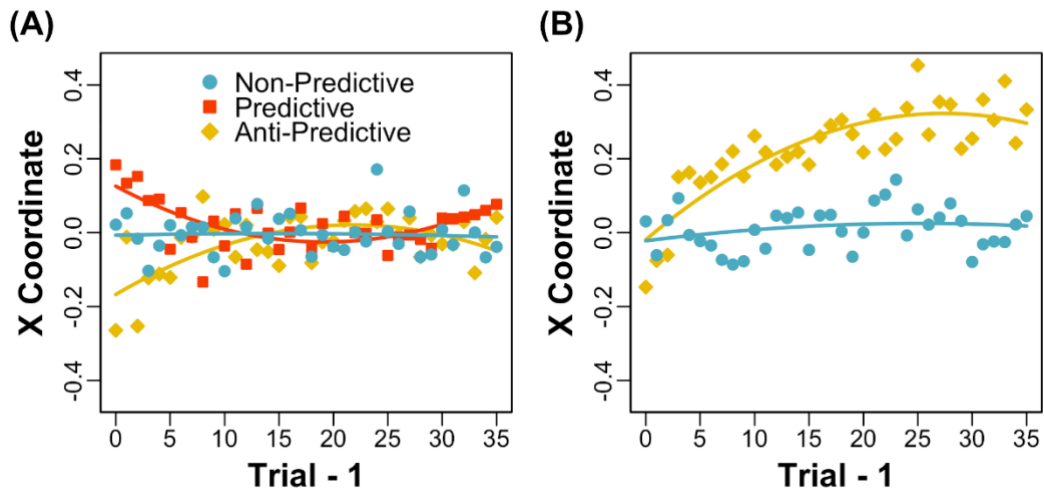 (A)
X Coordinate
0.4
0.2
0.0
-0.2
-0.4
Non-Predictive
Predictive
Anti-Predictive
0 5 10 15 20 25 30 35
Trial - 1
(B)
X Coordinate
0.4
0.2
0.0
-0.2
-0.4
0 5 10 15 20 25 30 35
Trial - 1